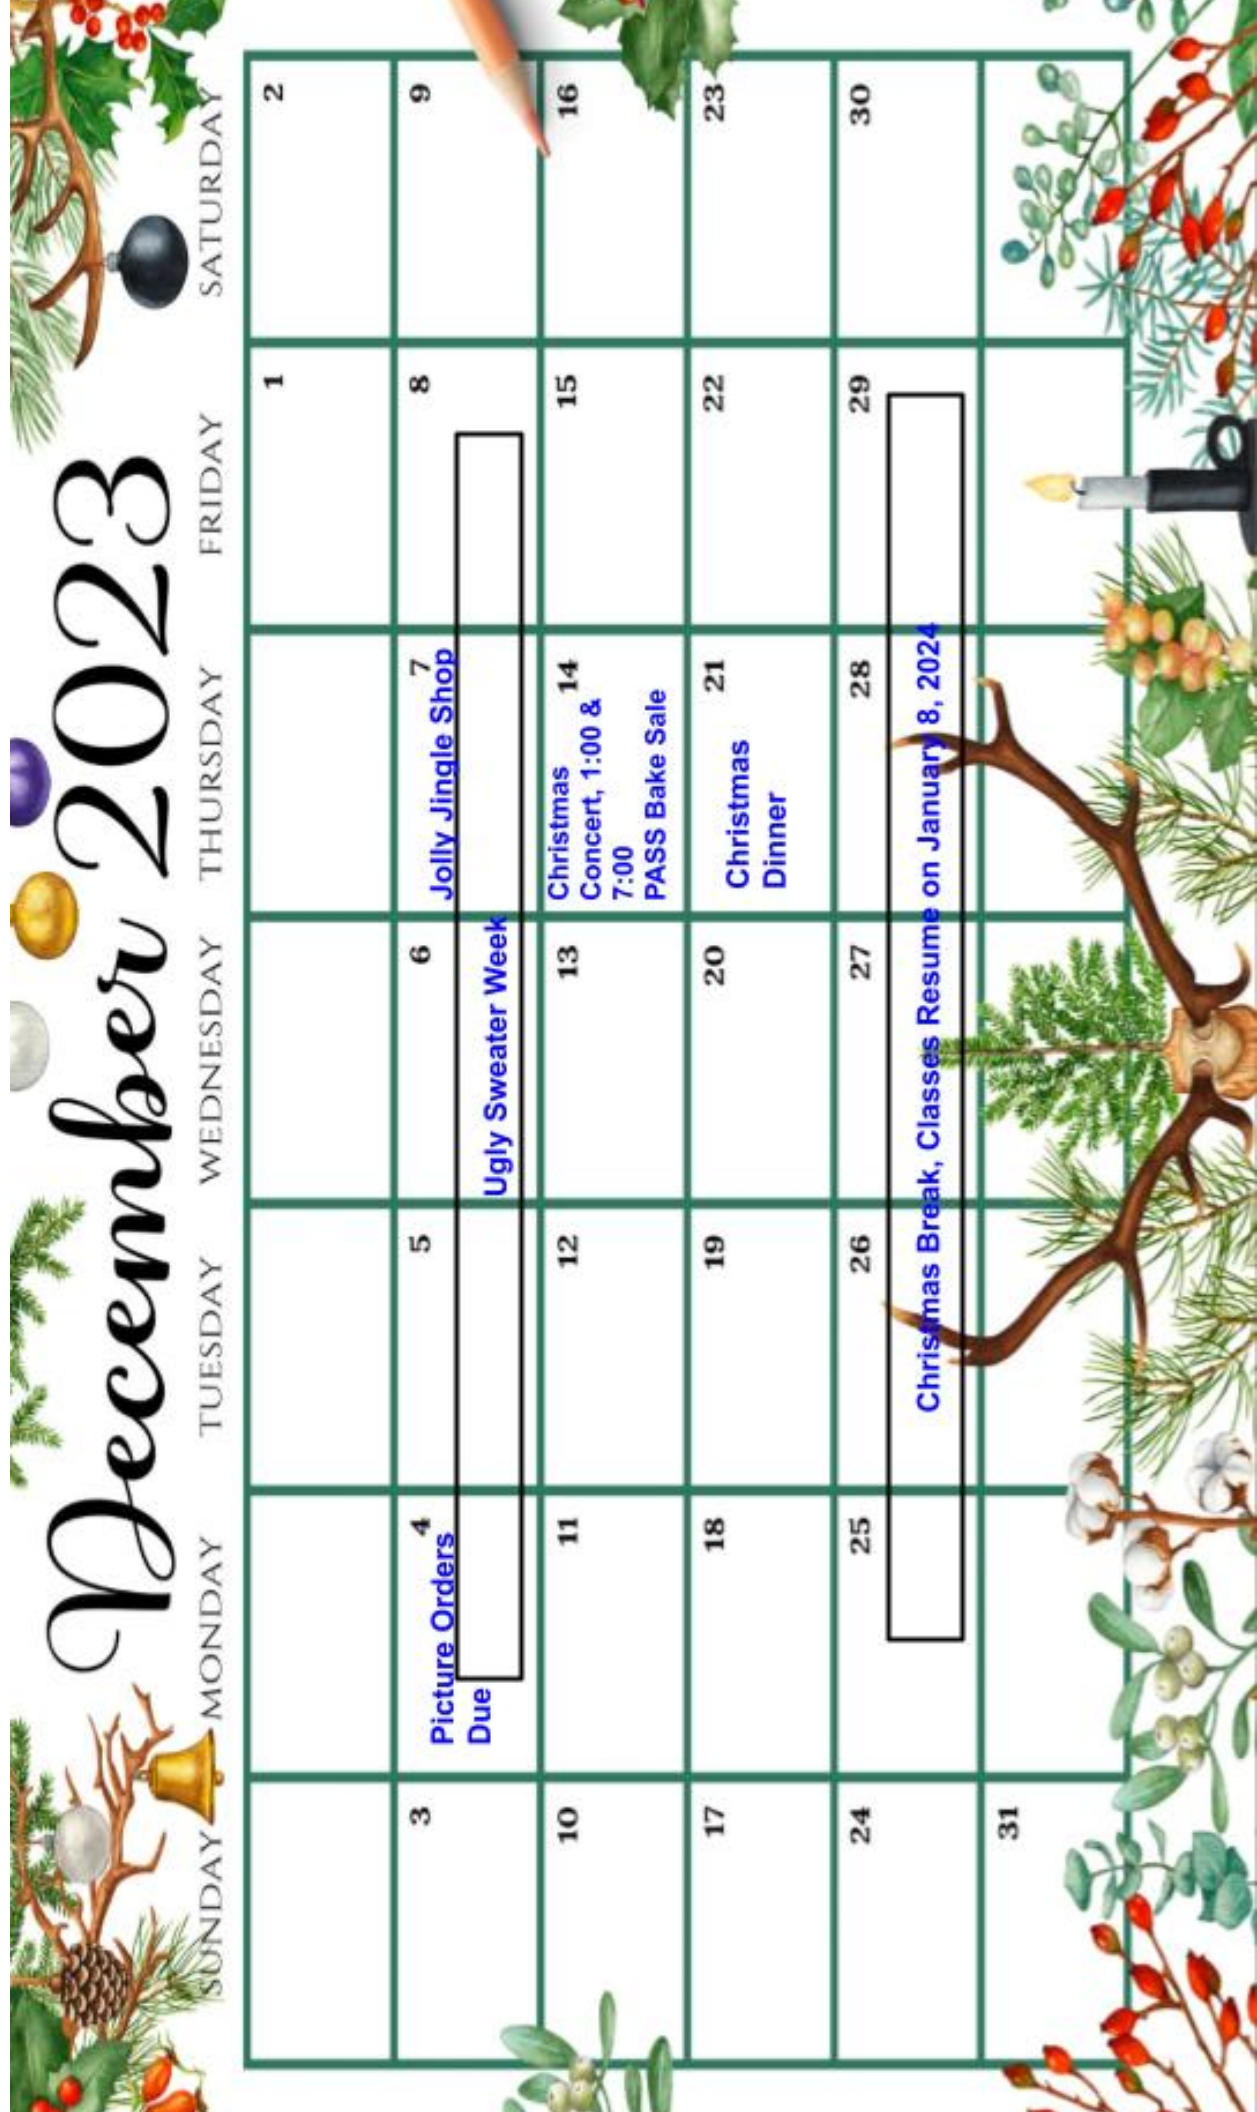 December 2023
SUNDAY MONDAY TUESDAY WEDNESDAY THURSDAY FRIDAY SATURDAY
1 2
3 4 5 6 7 8 9
Picture Orders
Due
Jolly Jingle Shop
Ugly Sweater Week
10 11 12 13 14 15 16
Christmas
Concert, 1:00 &
7:00
PASS Bake Sale
17 18 19 20 21 22 23
Christmas
Dinner
24 25 26 27 28 29 30
Christmas Break, Classes Resume on January 8, 2024
31